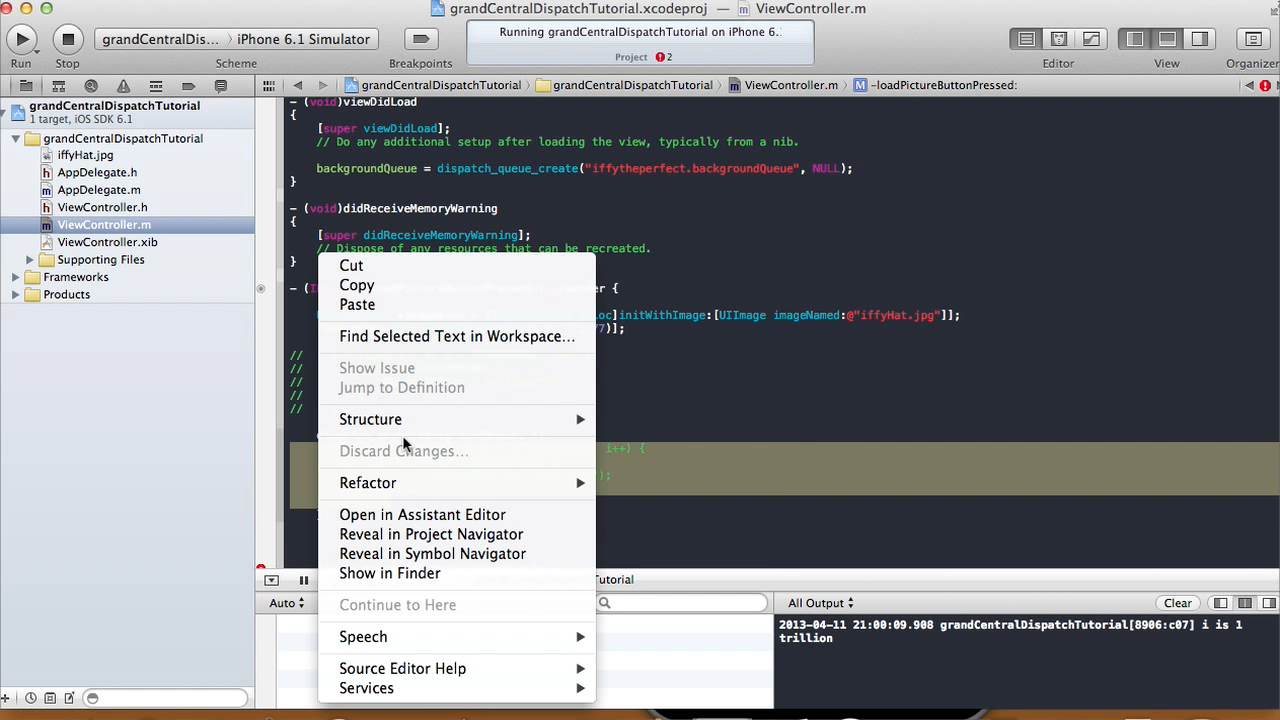 grandCentralDispatchTutorial.xcodeproj — ViewController.m
grandCentralDis... iPhone 6.1 Simulator
Running grandCentralDispatchTutorial on iPhone 6.
Project 2
Run Stop Scheme Breakpoints Editor View Organizer
grandCentralDispatchTutorial grandCentralDispatchTutorial ViewController.m M -loadPictureButtonPressed:
grandCentralDispatchTutorial
1 target, iOS SDK 6.1
grandCentralDispatchTutorial
iffyHat.jpg
h AppDelegate.h
m AppDelegate.m
h ViewController.h
m ViewController.m
ViewController.xib
Supporting Files
Frameworks
Products
- (void)viewDidLoad
{
[super viewDidLoad];
// Do any additional setup after loading the view, typically from a nib.
backgroundQueue = dispatch_queue_create("iffytheperfect.backgroundQueue", NULL);
}
- (void)didReceiveMemoryWarning
{
[super didReceiveMemoryWarning];
// Dispose of any resources that can be recreated.
}
- (
{
]initWithImage:[UIImage imageNamed:@"iffyHat.jpg"]];
)];
//
//
//
//
//
i++) {
);
Cut
Copy
Paste
Find Selected Text in Workspace...
Show Issue
Jump to Definition
Structure
Discard Changes...
Refactor
Open in Assistant Editor
Reveal in Project Navigator
Reveal in Symbol Navigator
Show in Finder
Continue to Here
Speech
Source Editor Help
Services
Tutorial
Auto
All Output
Clear
2013-04-11 21:00:09.908 grandCentralDispatchTutorial[8906:c07] i is 1
trillion